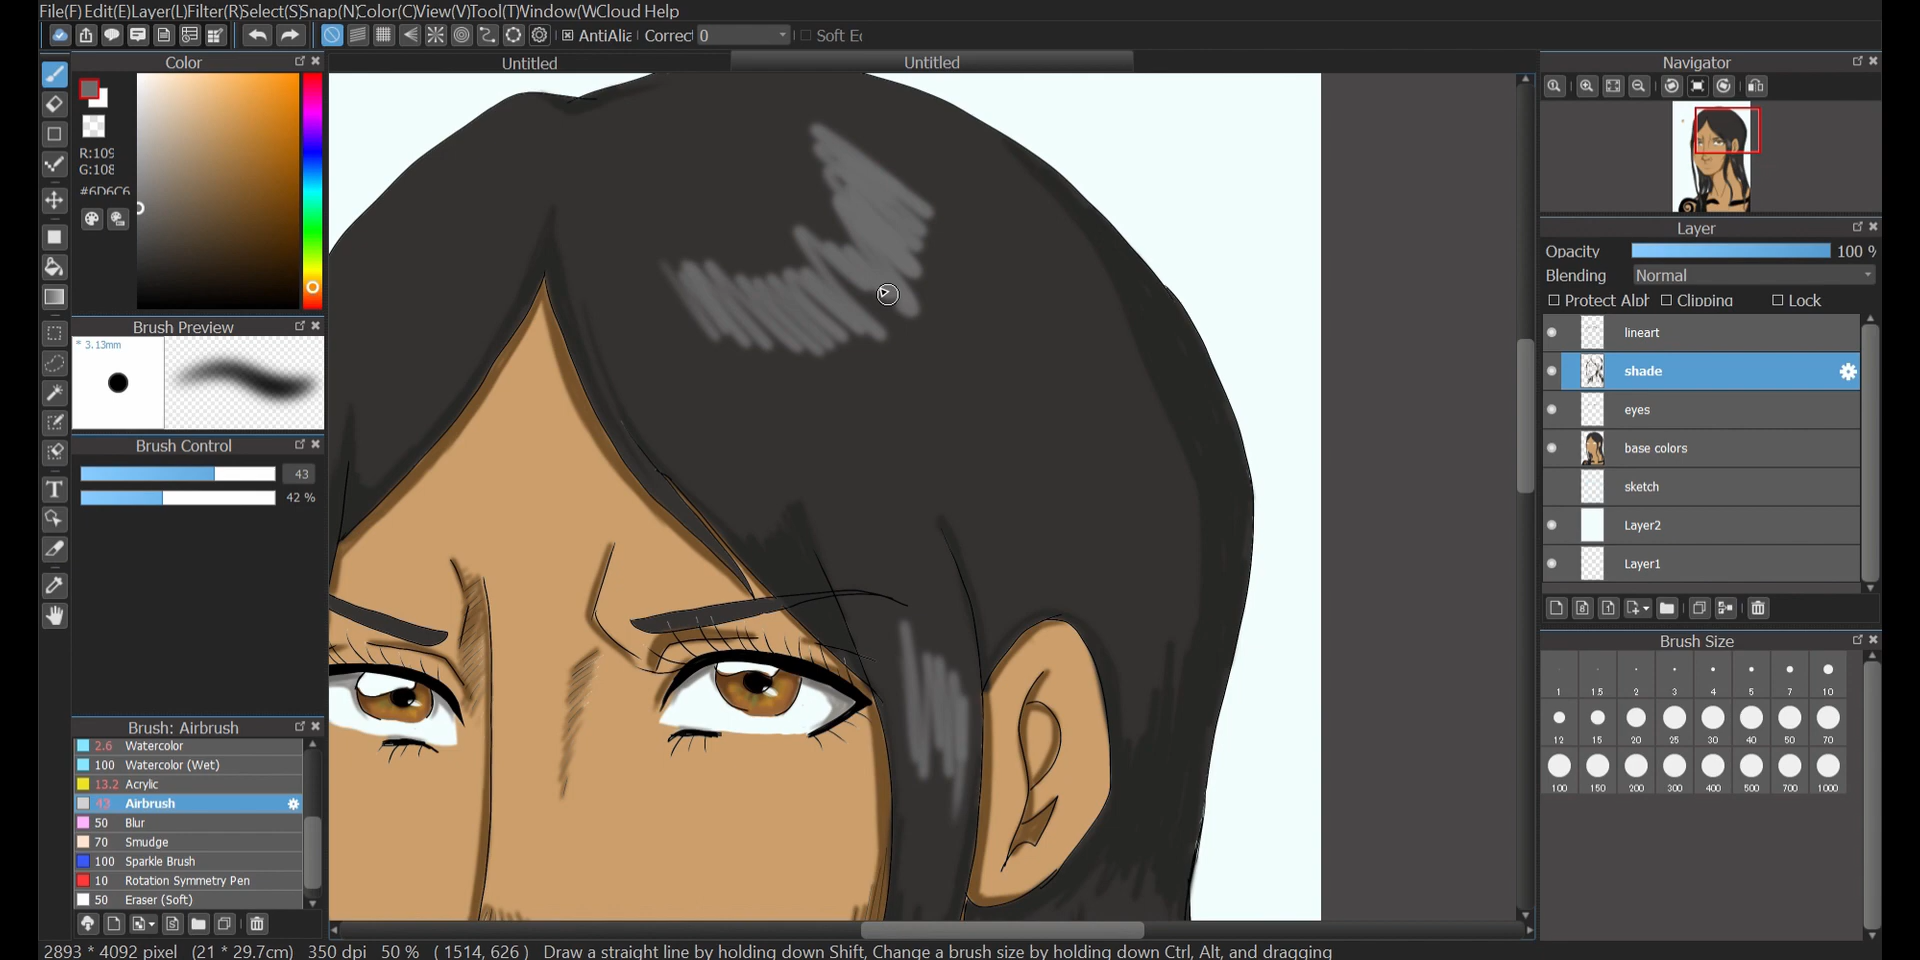 File(F) Edit(E) Layer(L) Filter(R) Select(S) Snap(N) Color(C) View(V) Tool(T) Window(W) Cloud Help
AntiAlia Correct 0 Soft Ec
Color
Untitled
Untitled
Navigator
R:109
G:108
#6D6C6
Brush Preview
* 3.13mm
Brush Control
43
42 %
Brush: Airbrush
2.6 Watercolor
100 Watercolor (Wet)
13.2 Acrylic
43 Airbrush
50 Blur
70 Smudge
100 Sparkle Brush
10 Rotation Symmetry Pen
50 Eraser (Soft)
Layer
Opacity 100 %
Blending Normal
Protect Alph Clipping Lock
lineart
shade
eyes
base colors
sketch
Layer2
Layer1
Brush Size
1 1.5 2 3 4 5 7 10
12 15 20 25 30 40 50 70
100 150 200 300 400 500 700 1000
2893 * 4092 pixel (21 * 29.7cm) 350 dpi 50 % ( 1514, 626 ) Draw a straight line by holding down Shift, Change a brush size by holding down Ctrl, Alt, and dragging